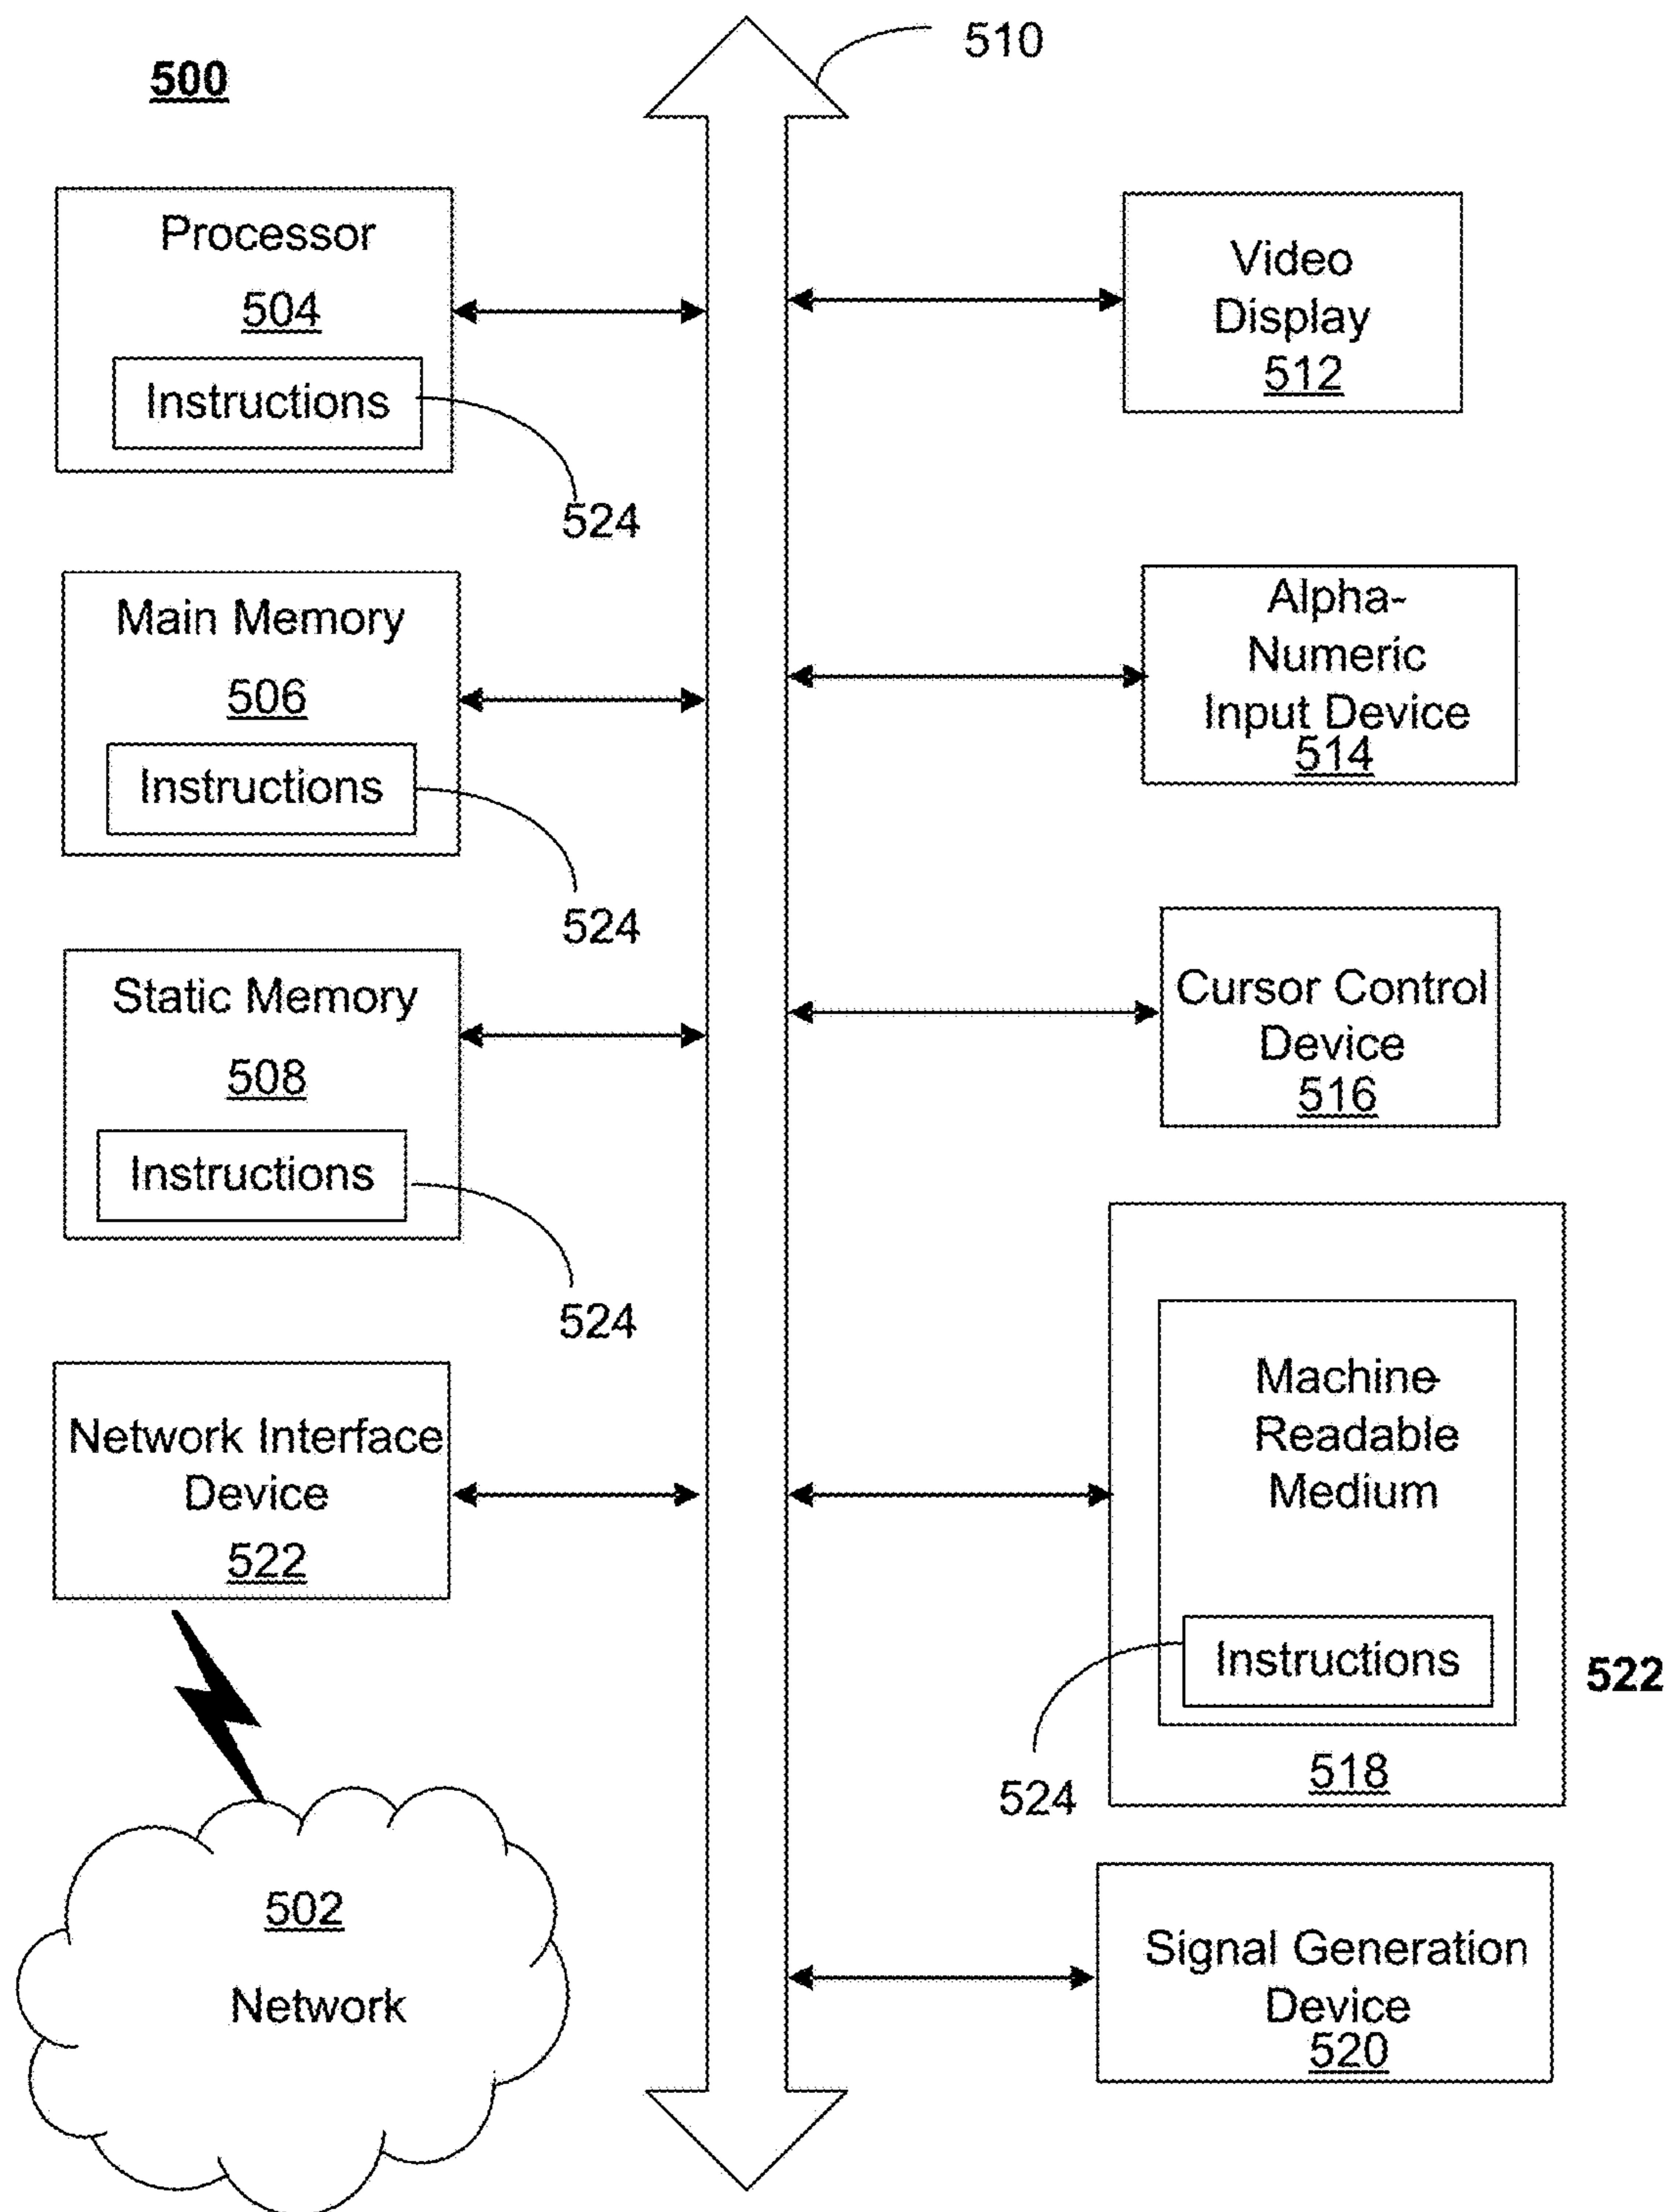 500
510
Processor
504
Instructions
524
Main Memory
506
Instructions
524
Static Memory
508
Instructions
524
Network Interface
Device
522
502
Network
Video
Display
512
Alpha-
Numeric
Input Device
514
Cursor Control
Device
516
Machine-
Readable
Medium
Instructions
524
518
522
Signal Generation
Device
520